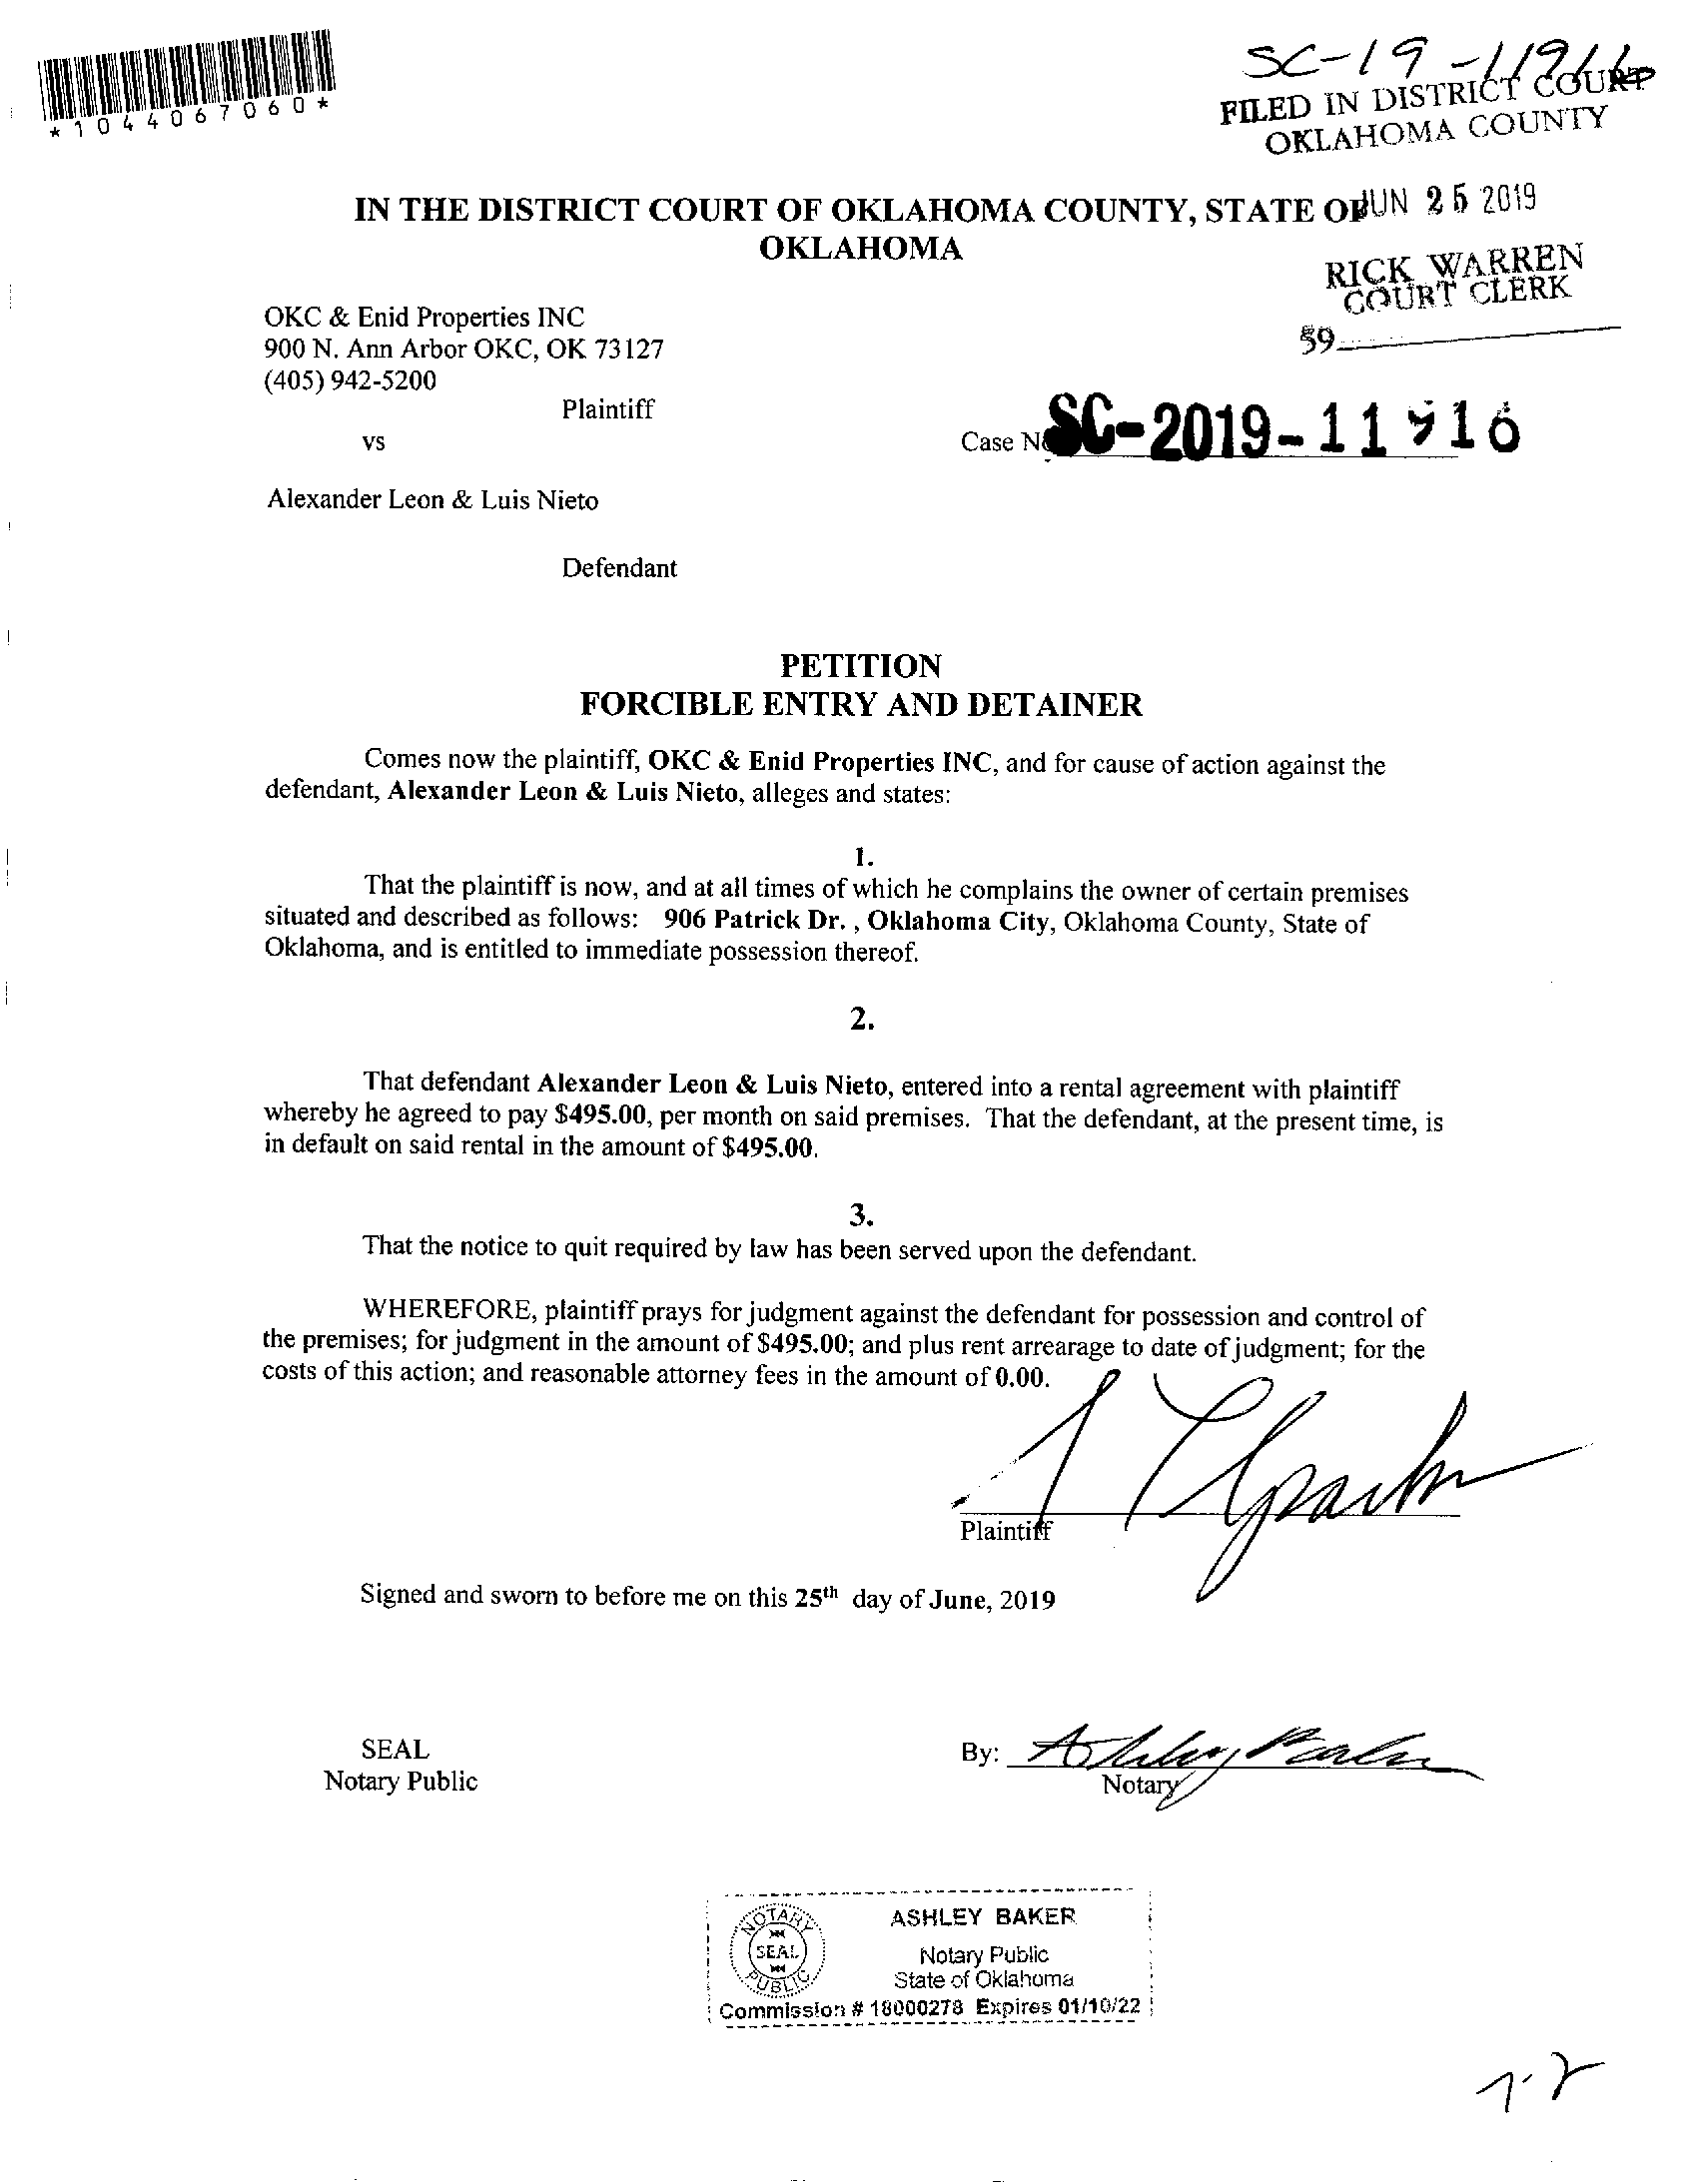 *1044067060*
SC-19-11916
FILED IN DISTRICT COURT
OKLAHOMA COUNTY
JUN 25 2019
RICK WARREN
COURT CLERK
59
IN THE DISTRICT COURT OF OKLAHOMA COUNTY, STATE OF
OKLAHOMA
OKC & Enid Properties INC
900 N. Ann Arbor OKC, OK 73127
(405) 942-5200
Plaintiff
vs
Case No
SC-2019-11916
Alexander Leon & Luis Nieto
Defendant
PETITION
FORCIBLE ENTRY AND DETAINER
Comes now the plaintiff, OKC & Enid Properties INC, and for cause of action against the
defendant, Alexander Leon & Luis Nieto, alleges and states:
1.
That the plaintiff is now, and at all times of which he complains the owner of certain premises
situated and described as follows: 906 Patrick Dr. , Oklahoma City, Oklahoma County, State of
Oklahoma, and is entitled to immediate possession thereof.
2.
That defendant Alexander Leon & Luis Nieto, entered into a rental agreement with plaintiff
whereby he agreed to pay $495.00, per month on said premises. That the defendant, at the present time, is
in default on said rental in the amount of $495.00.
3.
That the notice to quit required by law has been served upon the defendant.
WHEREFORE, plaintiff prays for judgment against the defendant for possession and control of
the premises; for judgment in the amount of $495.00; and plus rent arrearage to date of judgment; for the
costs of this action; and reasonable attorney fees in the amount of 0.00.
Plaintiff
Signed and sworn to before me on this 25th day of June, 2019
SEAL
Notary Public
By: Ashley Baker
Notary
NOTARY
SEAL
PUBLIC
ASHLEY BAKER
Notary Public
State of Oklahoma
Commission # 18000278 Expires 01/10/22
7-2